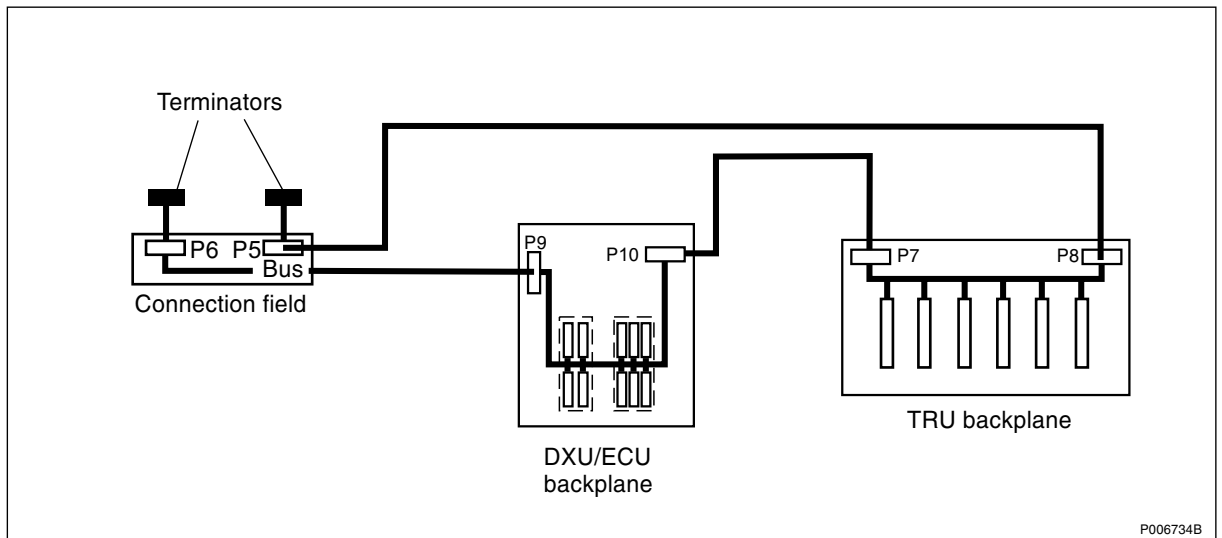 Terminators
P6 P5
Bus
Connection field
P9
P10
DXU/ECU
backplane
P7
P8
TRU backplane
P006734B